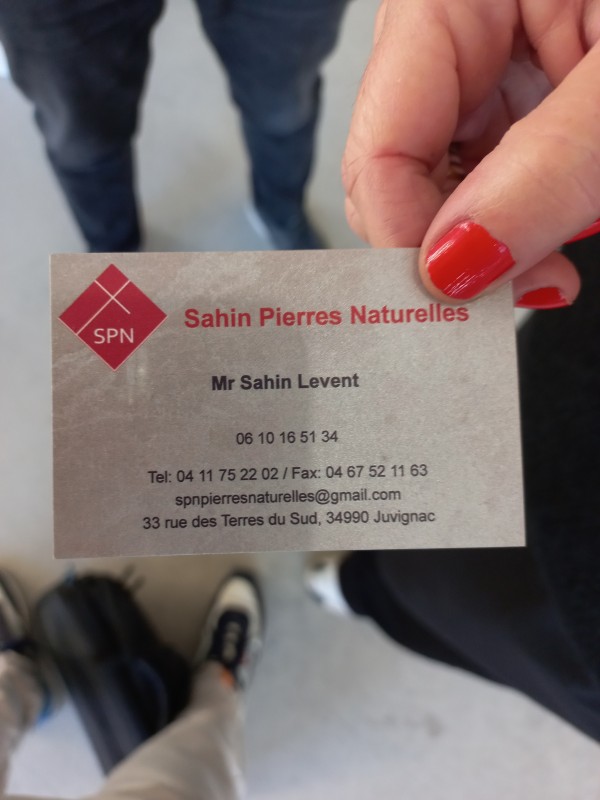 SPN
Sahin Pierres Naturelles
Mr Sahin Levent
06 10 16 51 34
Tel: 04 11 75 22 02 / Fax: 04 67 52 11 63
spnpierresnaturelles@gmail.com
33 rue des Terres du Sud, 34990 Juvignac